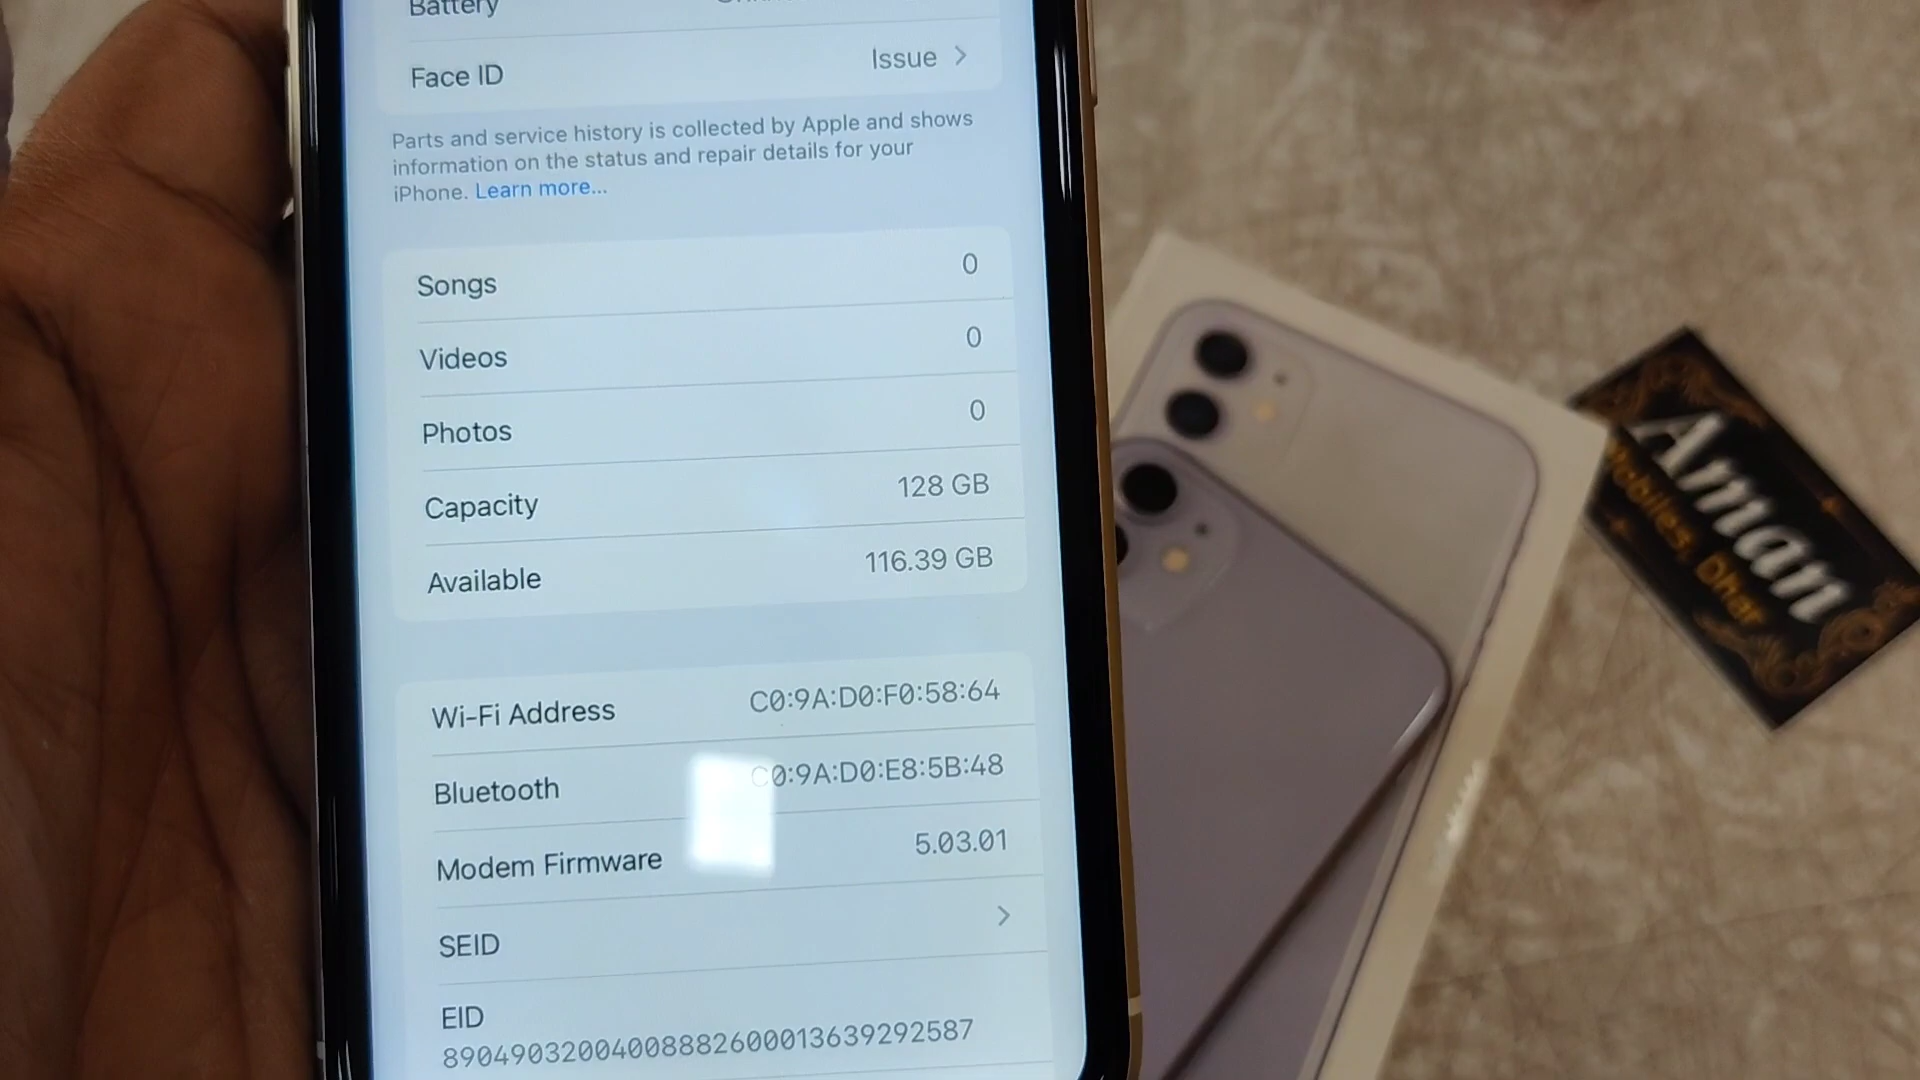 Battery
Face ID
Issue
Parts and service history is collected by Apple and shows
information on the status and repair details for your
iPhone. Learn more...
Songs
0
Videos
0
Photos
0
Capacity
128 GB
Available
116.39 GB
Wi-Fi Address
C0:9A:D0:F0:58:64
Bluetooth
C0:9A:D0:E8:5B:48
Modem Firmware
5.03.01
SEID
EID
89049032004008882600013639292587
Aman
Mobiles, Dhar